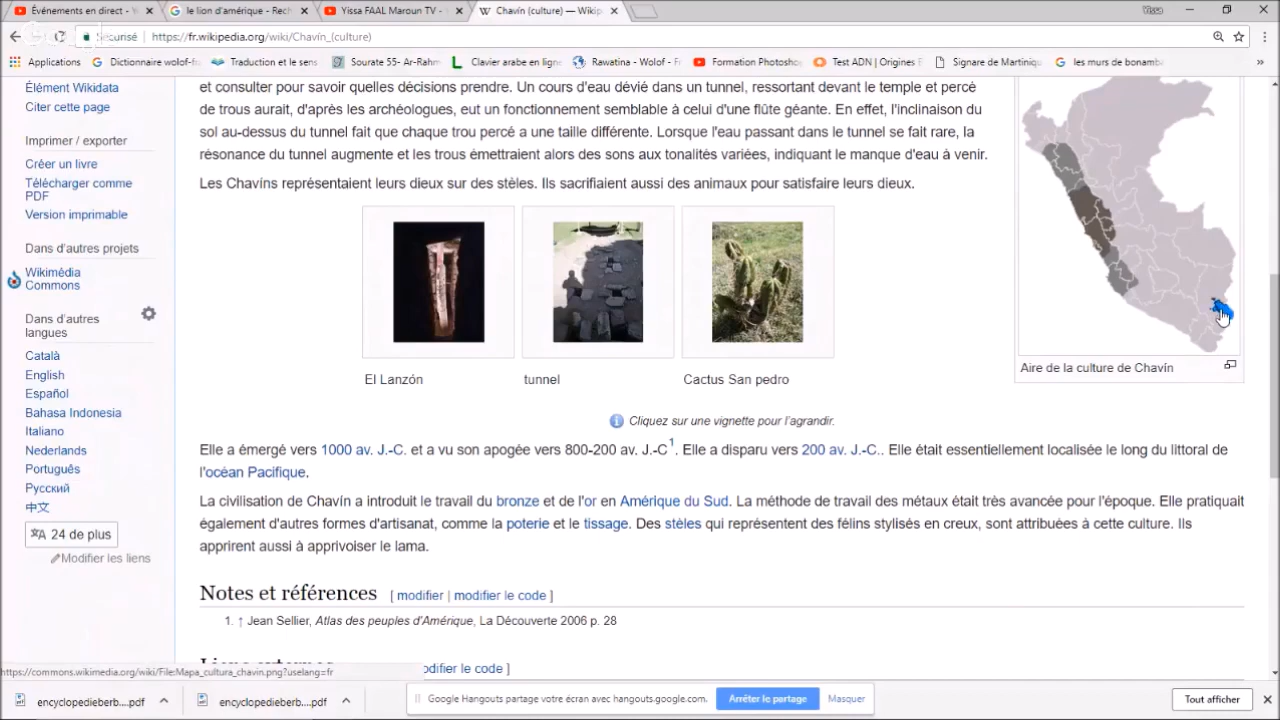 Événements en direct - Y
le lion d'amérique - Rech
Yissa FAAL Maroun TV -
Chavín (culture) — Wikip
Yissa
Sécurisé
https://fr.wikipedia.org/wiki/Chavín_(culture)
Applications
Dictionnaire wolof-fr
Traduction et le sens
Sourate 55- Ar-Rahm
Clavier arabe en ligne
Rawatina - Wolof - Fr
Formation Photoshop
Test ADN | Origines E
Signare de Martiniq
les murs de bonamb
»
Élément Wikidata
Citer cette page
Imprimer / exporter
Créer un livre
Télécharger comme
PDF
Version imprimable
Dans d'autres projets
Wikimédia
Commons
Dans d'autres
langues
Català
English
Español
Bahasa Indonesia
Italiano
Nederlands
Português
Русский
中文
24 de plus
Modifier les liens
et consulter pour savoir quelles décisions prendre. Un cours d'eau dévié dans un tunnel, ressortant devant le temple et percé
de trous aurait, d'après les archéologues, eut un fonctionnement semblable à celui d'une flûte géante. En effet, l'inclinaison du
sol au-dessus du tunnel fait que chaque trou percé a une taille différente. Lorsque l'eau passant dans le tunnel se fait rare, la
résonance du tunnel augmente et les trous émettraient alors des sons aux tonalités variées, indiquant le manque d'eau à venir.
Les Chavíns représentaient leurs dieux sur des stèles. Ils sacrifiaient aussi des animaux pour satisfaire leurs dieux.
El Lanzón
tunnel
Cactus San pedro
Aire de la culture de Chavín
Cliquez sur une vignette pour l'agrandir.
Elle a émergé vers 1000 av. J.-C. et a vu son apogée vers 800-200 av. J.-C1. Elle a disparu vers 200 av. J.-C.. Elle était essentiellement localisée le long du littoral de
l'océan Pacifique.
La civilisation de Chavín a introduit le travail du bronze et de l'or en Amérique du Sud. La méthode de travail des métaux était très avancée pour l'époque. Elle pratiquait
également d'autres formes d'artisanat, comme la poterie et le tissage. Des stèles qui représentent des félins stylisés en creux, sont attribuées à cette culture. Ils
apprirent aussi à apprivoiser le lama.
Notes et références [ modifier | modifier le code ]
1. ↑ Jean Sellier, Atlas des peuples d'Amérique, La Découverte 2006 p. 28
odifier le code ]
https://commons.wikimedia.org/wiki/File:Mapa_cultura_chavin.png?uselang=fr
encyclopedieberb....pdf
Google Hangouts partage votre écran avec hangouts.google.com.
Arrêter le partage
Masquer
Tout afficher